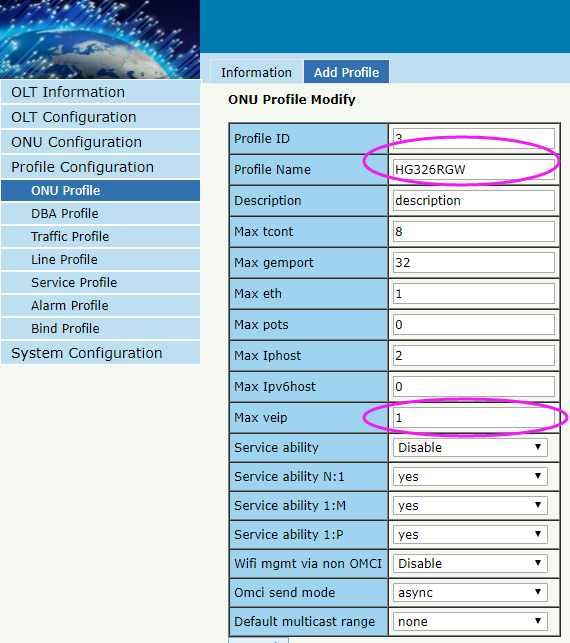 Information
Add Profile
OLT Information
OLT Configuration
ONU Configuration
Profile Configuration
ONU Profile
DBA Profile
Traffic Profile
Line Profile
Service Profile
Alarm Profile
Bind Profile
System Configuration
ONU Profile Modify
Profile ID 3
Profile Name HG326RGW
Description description
Max tcont 8
Max gemport 32
Max eth 1
Max pots 0
Max Iphost 2
Max Ipv6host 0
Max veip 1
Service ability Disable
Service ability N:1 yes
Service ability 1:M yes
Service ability 1:P yes
Wifi mgmt via non OMCI Disable
Omci send mode async
Default multicast range none